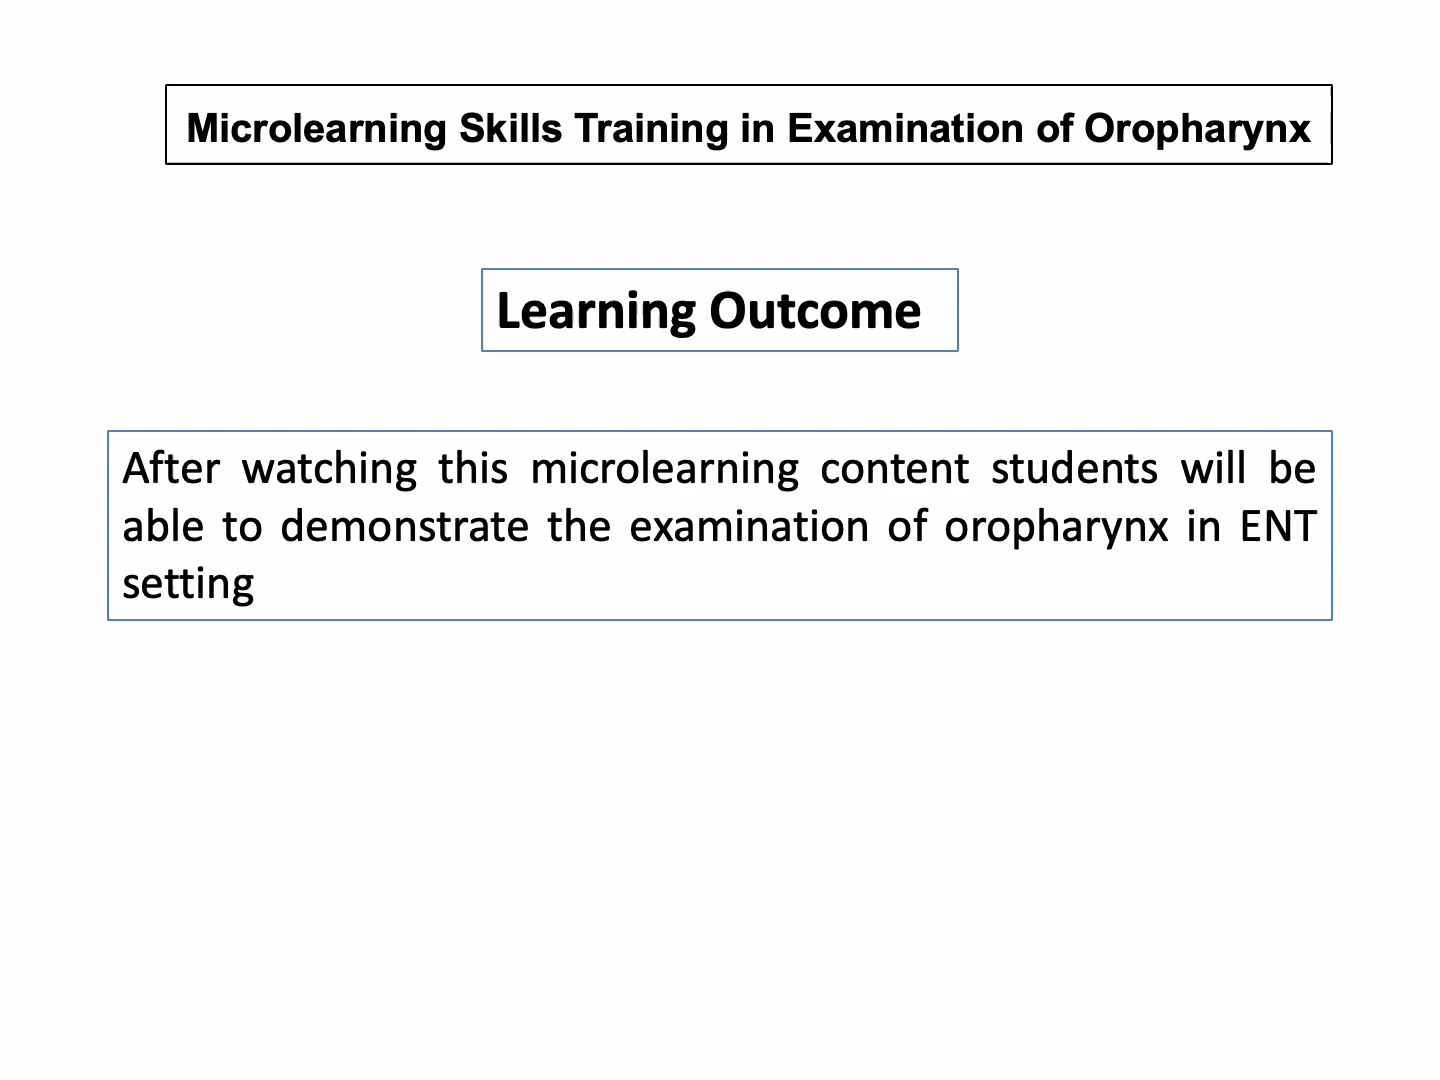 Microlearning Skills Training in Examination of Oropharynx
Learning Outcome
After watching this microlearning content students will be
able to demonstrate the examination of oropharynx in ENT
setting